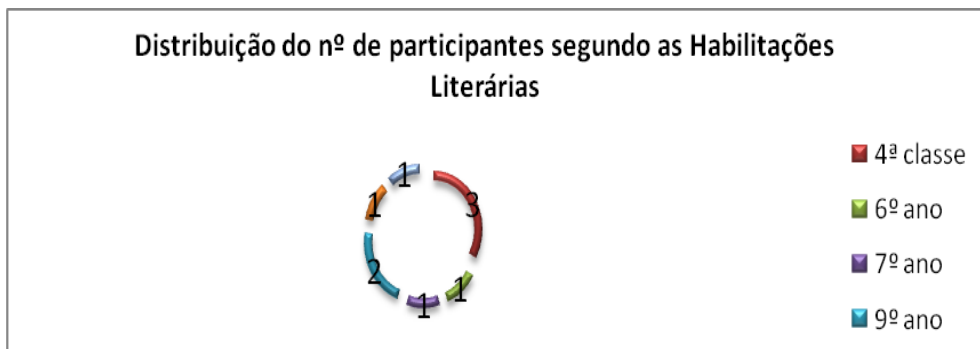 Distribuição do nº de participantes segundo as Habilitações
Literárias
4ª classe
6º ano
7º ano
9º ano
1
3
1
2
1
1